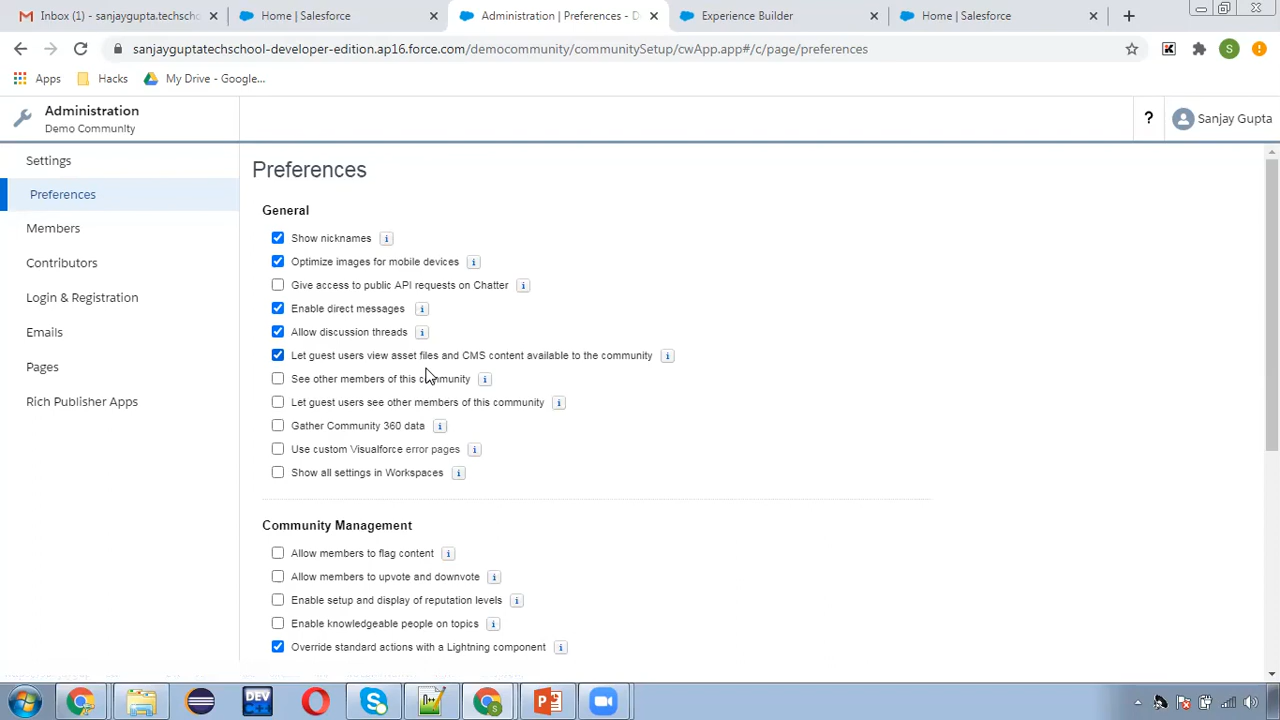 Inbox (1) - sanjaygupta.techscho
Home | Salesforce
Administration | Preferences - D
Experience Builder
Home | Salesforce
sanjayguptatechschool-developer-edition.ap16.force.com/democommunity/communitySetup/cwApp.app#/c/page/preferences
S
Apps
Hacks
My Drive - Google...
Administration
Demo Community
?
Sanjay Gupta
Settings
Preferences
Members
Contributors
Login & Registration
Emails
Pages
Rich Publisher Apps
Preferences
General
Show nicknames i
Optimize images for mobile devices i
Give access to public API requests on Chatter i
Enable direct messages i
Allow discussion threads i
Let guest users view asset files and CMS content available to the community i
See other members of this community i
Let guest users see other members of this community i
Gather Community 360 data i
Use custom Visualforce error pages i
Show all settings in Workspaces i
Community Management
Allow members to flag content i
Allow members to upvote and downvote i
Enable setup and display of reputation levels i
Enable knowledgeable people on topics i
Override standard actions with a Lightning component i
DEV
C++